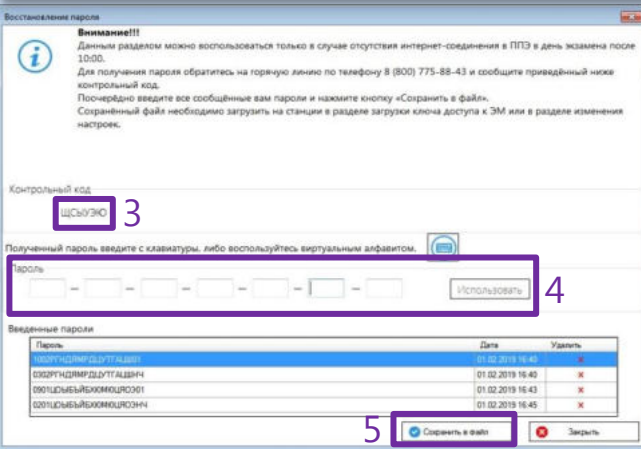 Восстановление пароля
Внимание!!!
Данным разделом можно воспользоваться только в случае отсутствия интернет-соединения в ППЭ в день экзамена после
10:00.
Для получения пароля обратитесь на горячую линию по телефону 8 (800) 775-88-43 и сообщите приведённый ниже
контрольный код.
Поочерёдно введите все сообщённые вам пароли и нажмите кнопку «Сохранить в файл».
Сохранённый файл необходимо загрузить на станции в разделе загрузки ключа доступа к ЭМ или в разделе изменения
настроек.
Контрольный код
ЩСЫУЭЮ 3
Полученный пароль введите с клавиатуры, либо воспользуйтесь виртуальным алфавитом.
Пароль
– – – – – – Использовать 4
Введенные пароли
Пароль Дата Удалить
01.02.2019 16:40
01.02.2019 16:40
01.02.2019 16:43
01.02.2019 16:45
5 Сохранить в файл Закрыть